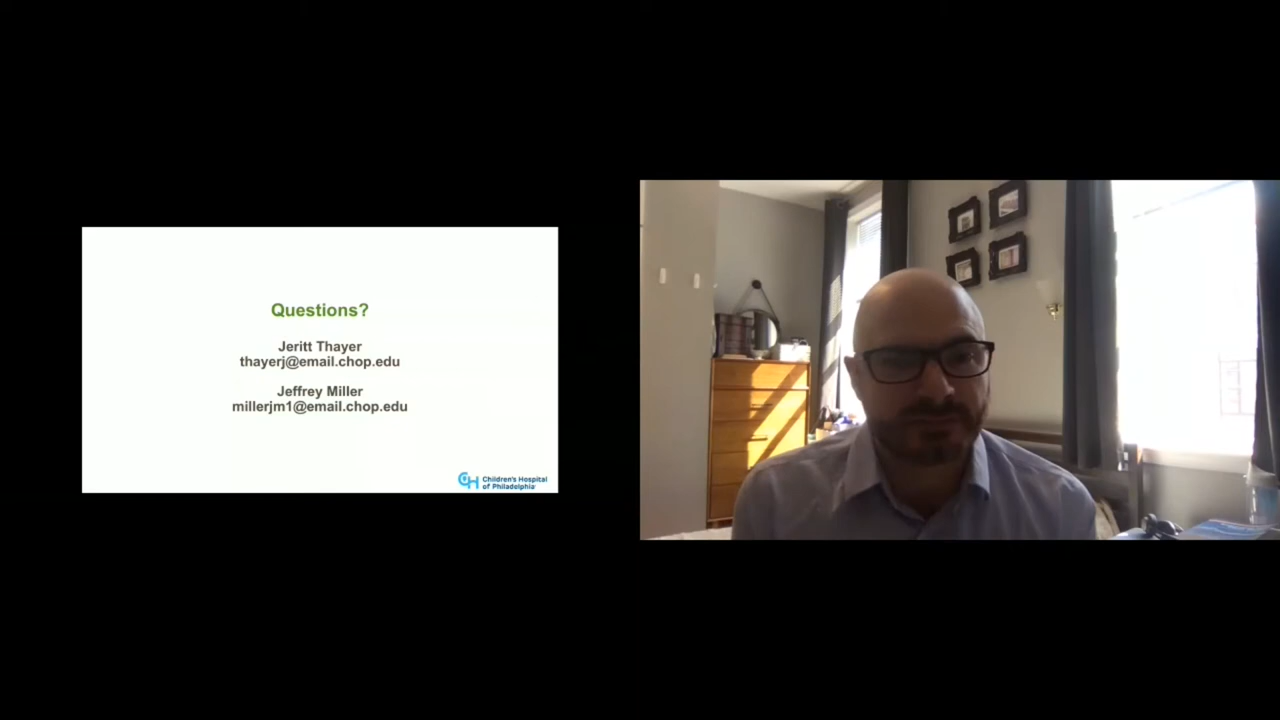 Questions?
Jeritt Thayer
thayerj@email.chop.edu
Jeffrey Miller
millerjm1@email.chop.edu
Children's Hospital
of Philadelphia